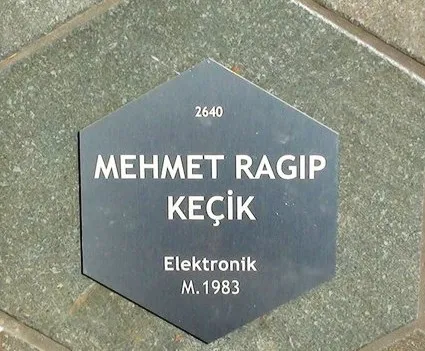 2640
MEHMET RAGIP
KEÇİK
Elektronik
M.1983